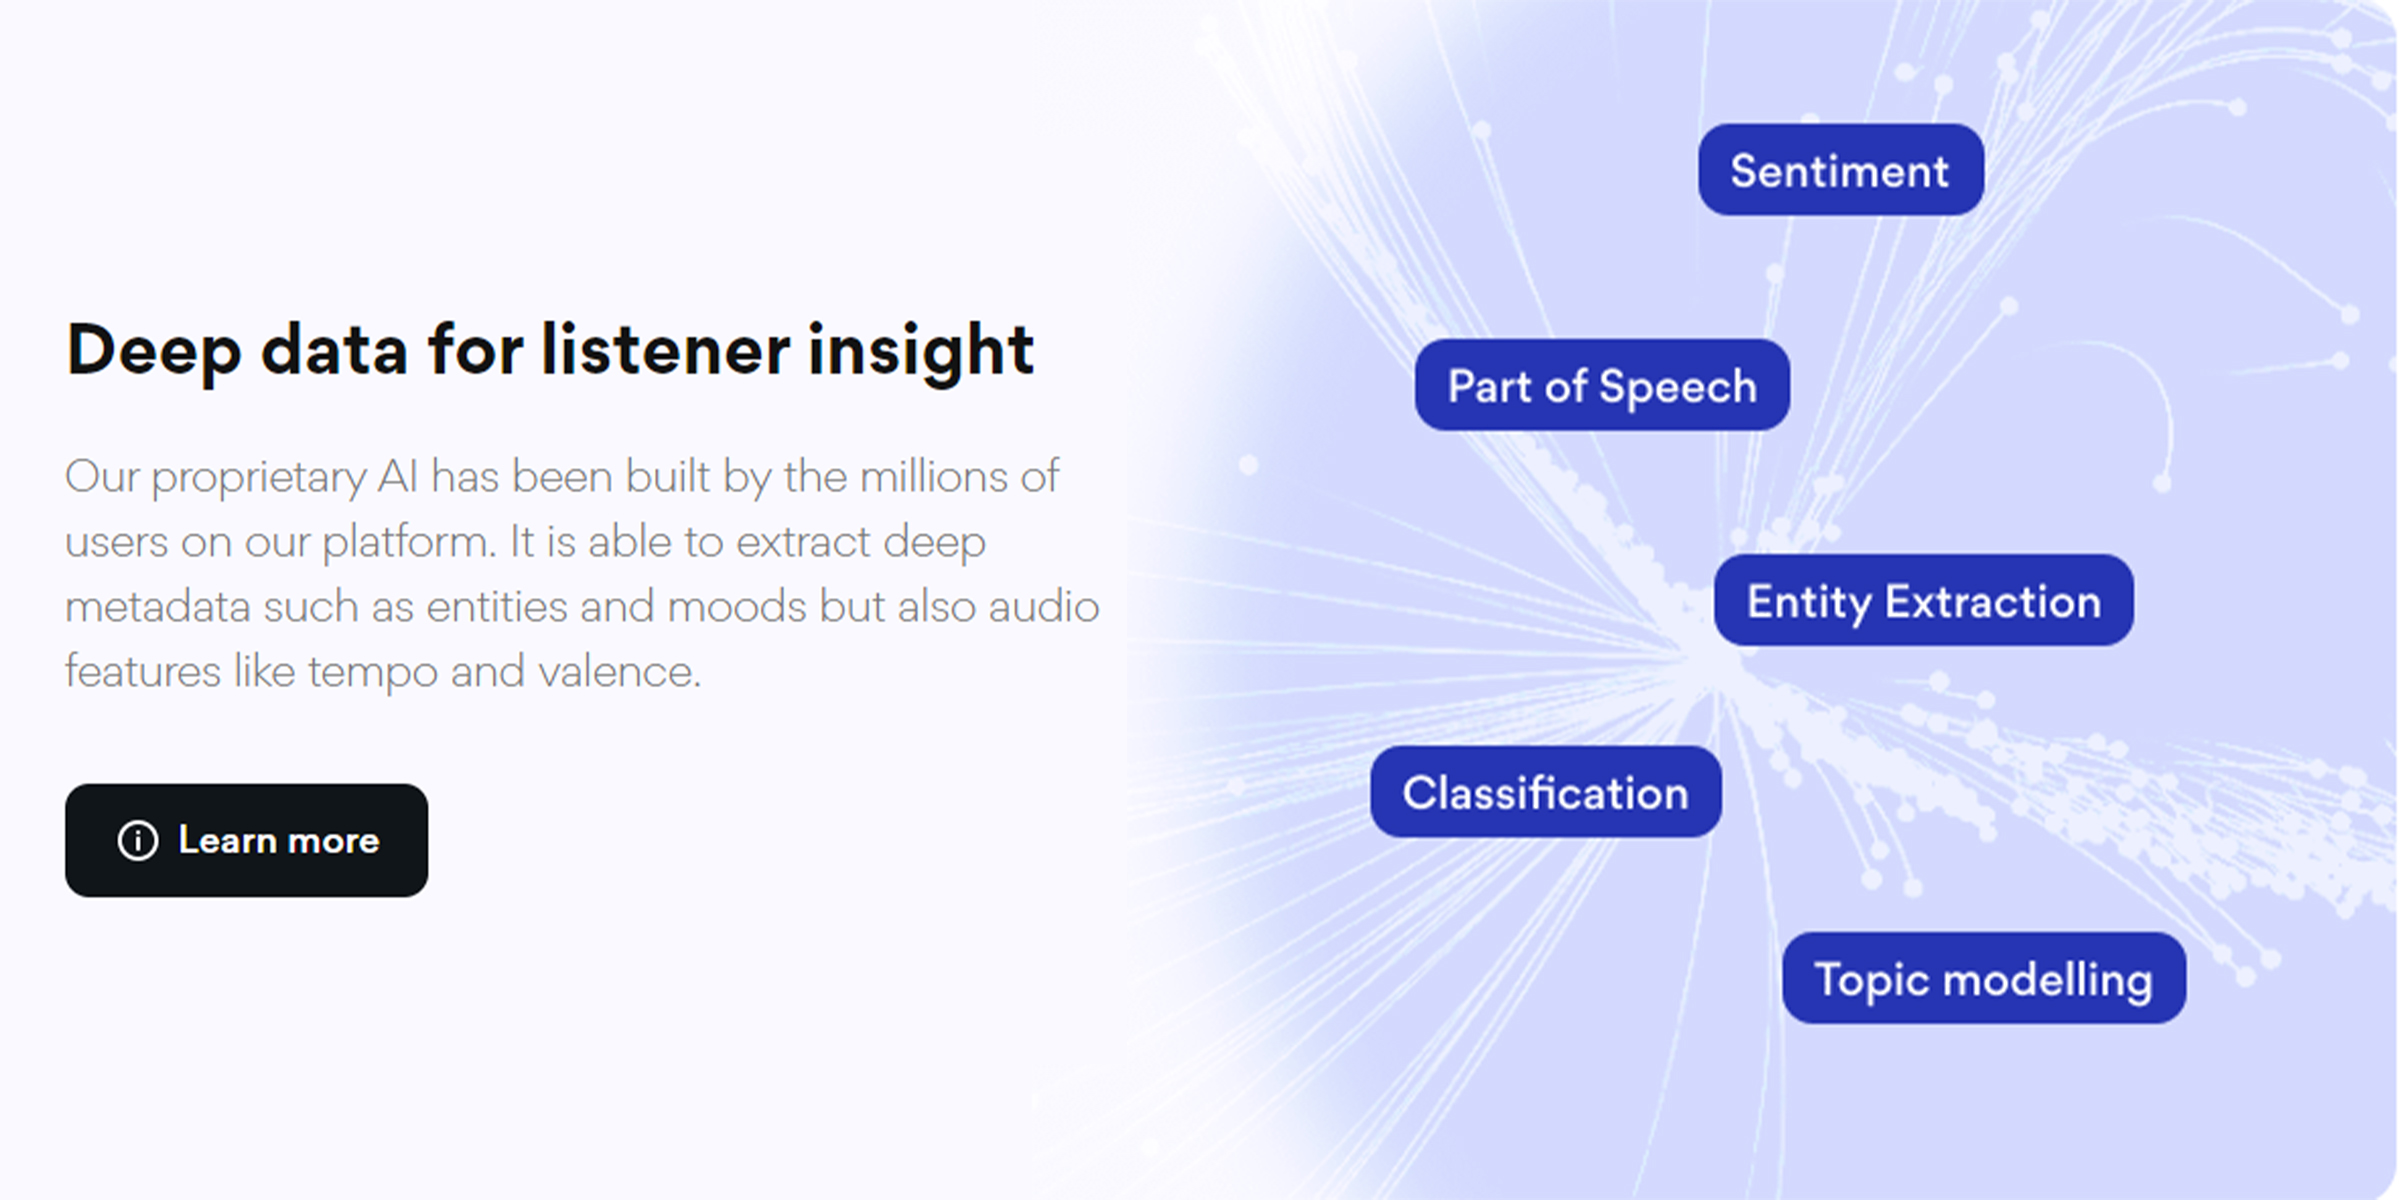 Deep data for listener insight
Our proprietary AI has been built by the millions of
users on our platform. It is able to extract deep
metadata such as entities and moods but also audio
features like tempo and valence.
Learn more
Sentiment
Part of Speech
Entity Extraction
Classification
Topic modelling